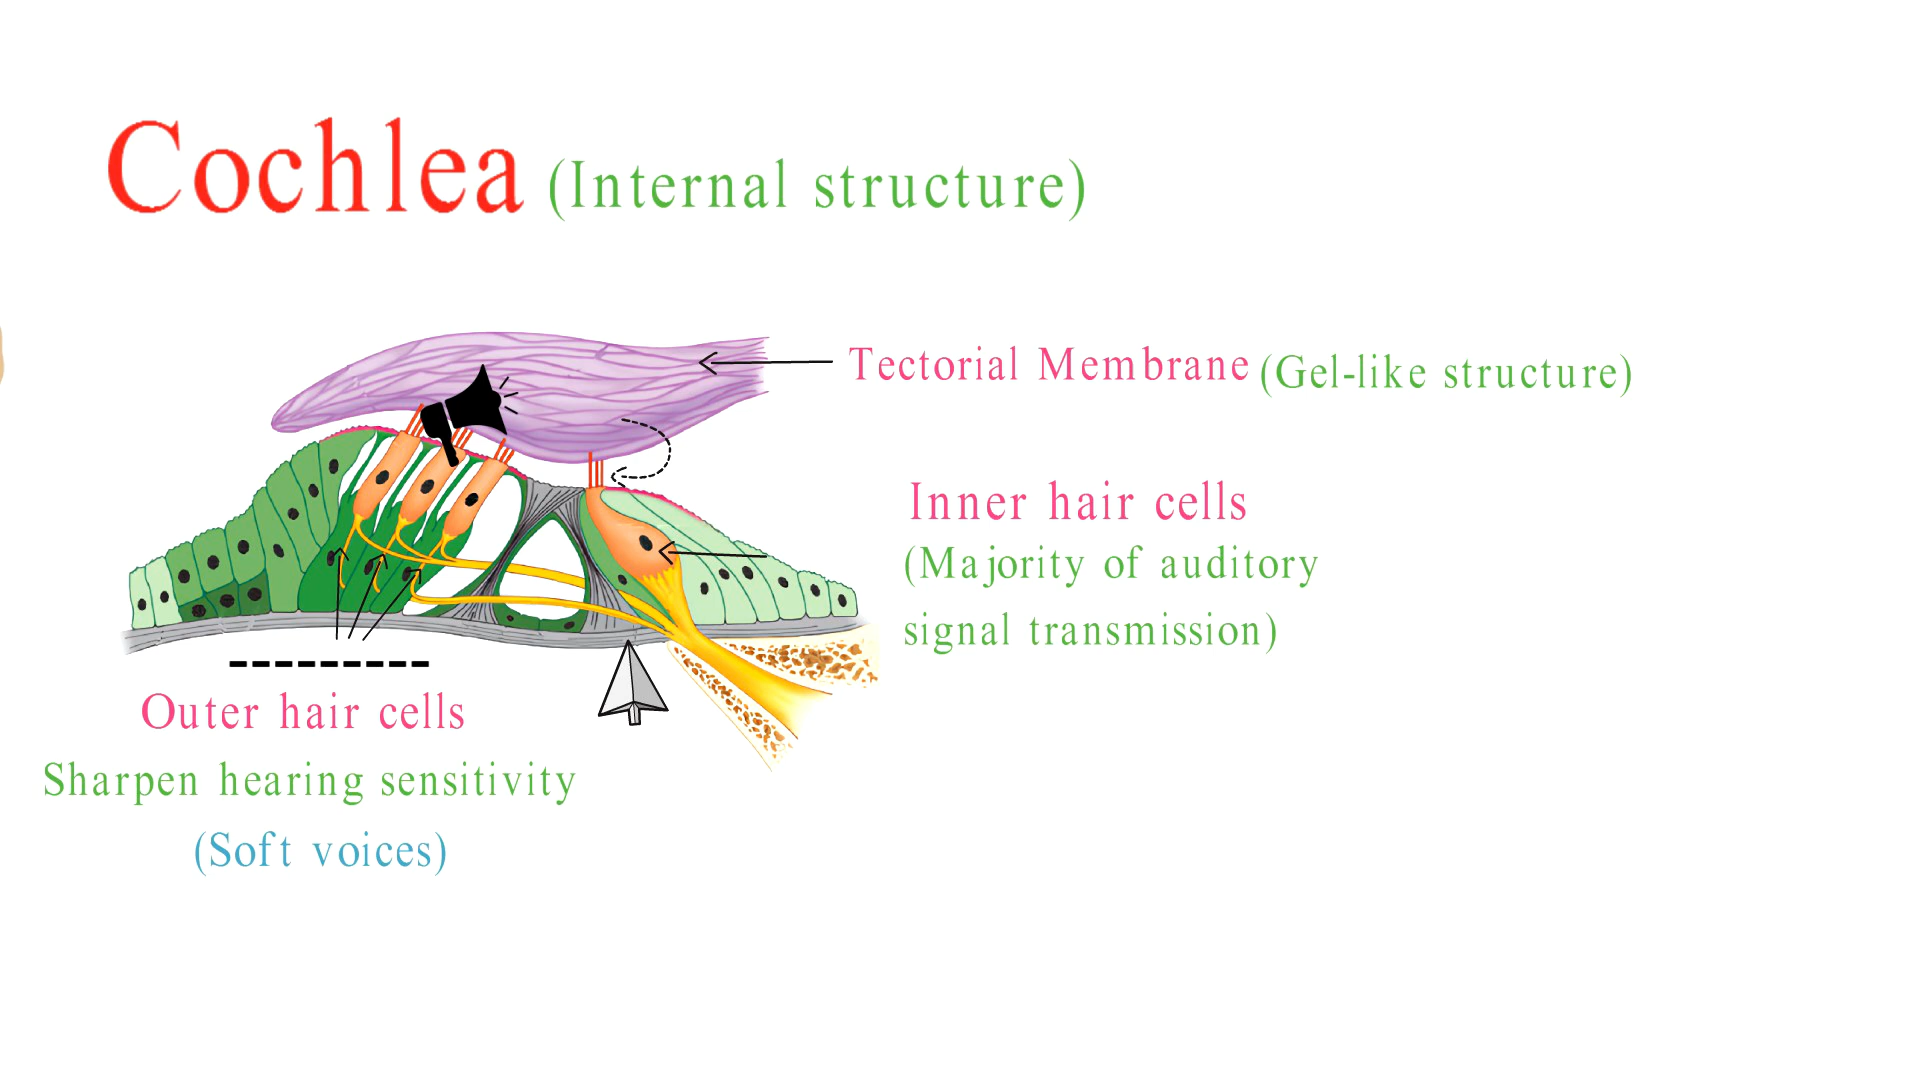 Cochlea (Internal structure)
Tectorial Membrane (Gel-like structure)
Inner hair cells
(Majority of auditory
signal transmission)
Outer hair cells
Sharpen hearing sensitivity
(Soft voices)